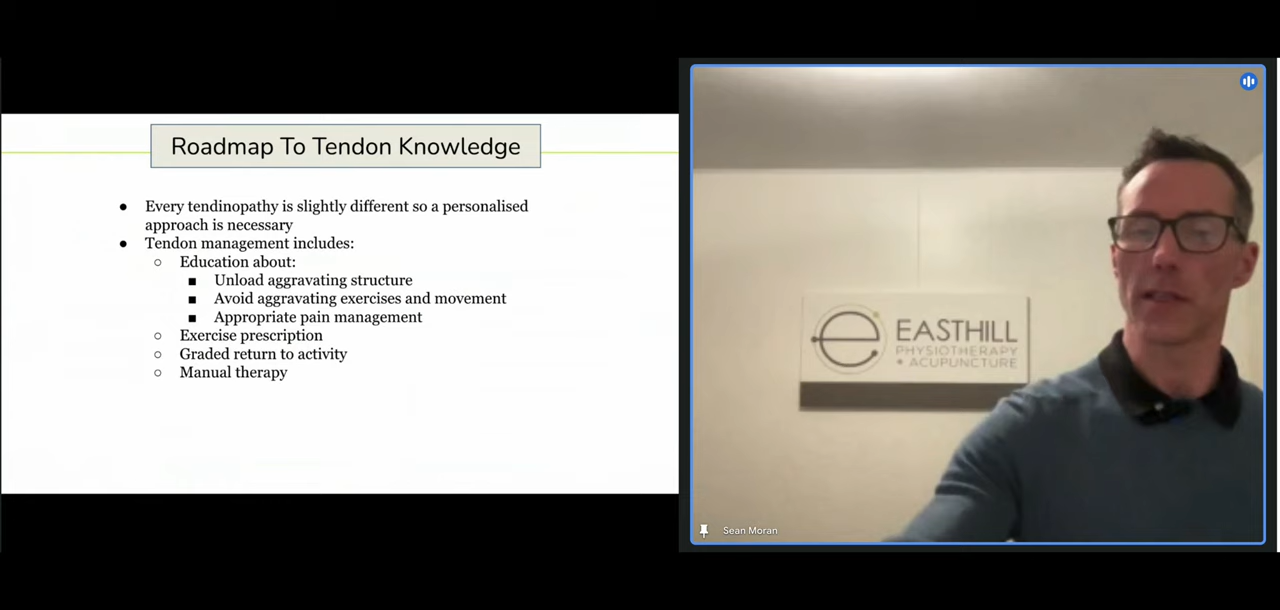 Roadmap To Tendon Knowledge
● Every tendinopathy is slightly different so a personalised
approach is necessary
● Tendon management includes:
○ Education about:
■ Unload aggravating structure
■ Avoid aggravating exercises and movement
■ Appropriate pain management
○ Exercise prescription
○ Graded return to activity
○ Manual therapy
EASTHILL
PHYSIOTHERAPY
+ ACUPUNCTURE
Sean Moran